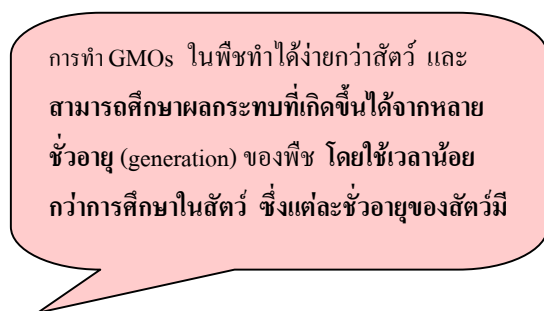 การทำ GMOs ในพืชทำได้ง่ายกว่าสัตว์ และ
สามารถศึกษาผลกระทบที่เกิดขึ้นได้จากหลาย
ชั่วอายุ (generation) ของพืช โดยใช้เวลาน้อย
กว่าการศึกษาในสัตว์ ซึ่งแต่ละชั่วอายุของสัตว์มี